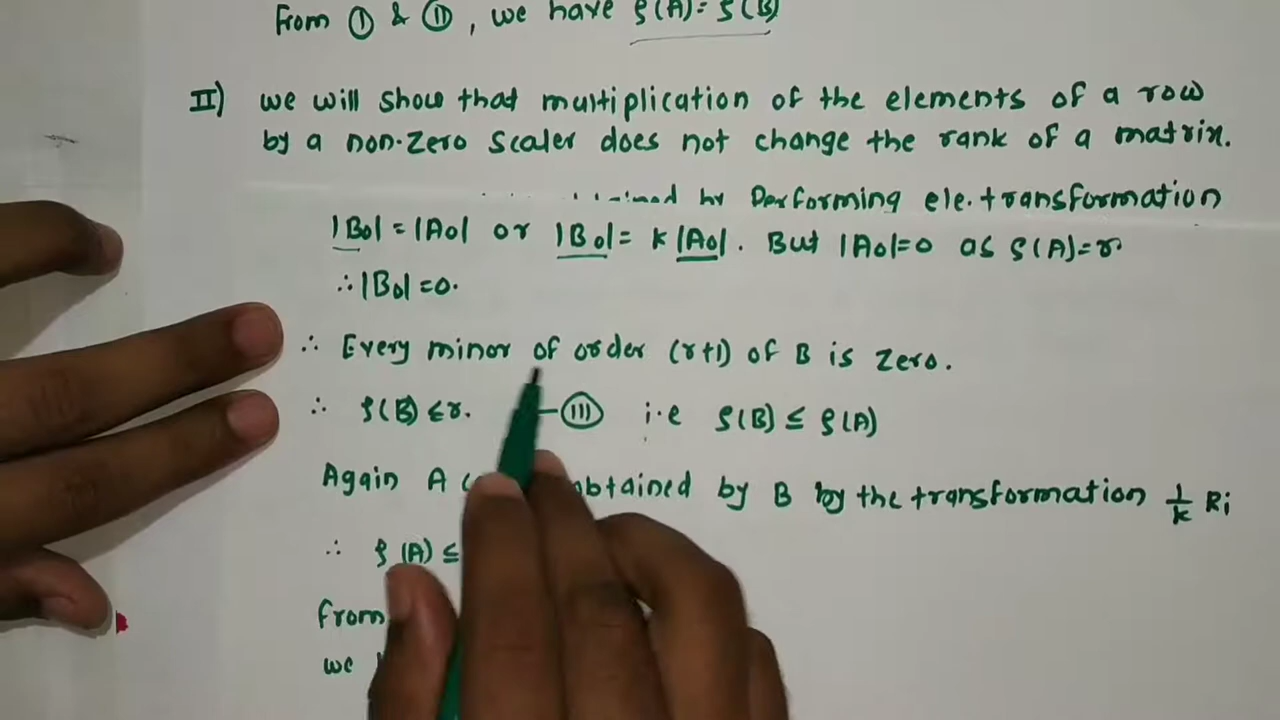 From Ⓘ & Ⓘⓘ, we have ρ(A)=ρ(B)
II) we will show that multiplication of the elements of a row
by a non-zero scaler does not change the rank of a matrix.
by performing ele. transformation
|B₀| = |A₀| or |B₀| = k |A₀|. But |A₀|=0 as ρ(A)=r
∴ |B₀| =0.
∴ Every minor of order (r+1) of B is zero.
∴ ρ(B) ≤ r. — (III) i.e ρ(B) ≤ ρ(A)
Again A obtained by B by the transformation 1/k Ri
∴ ρ(A) ≤
from
we